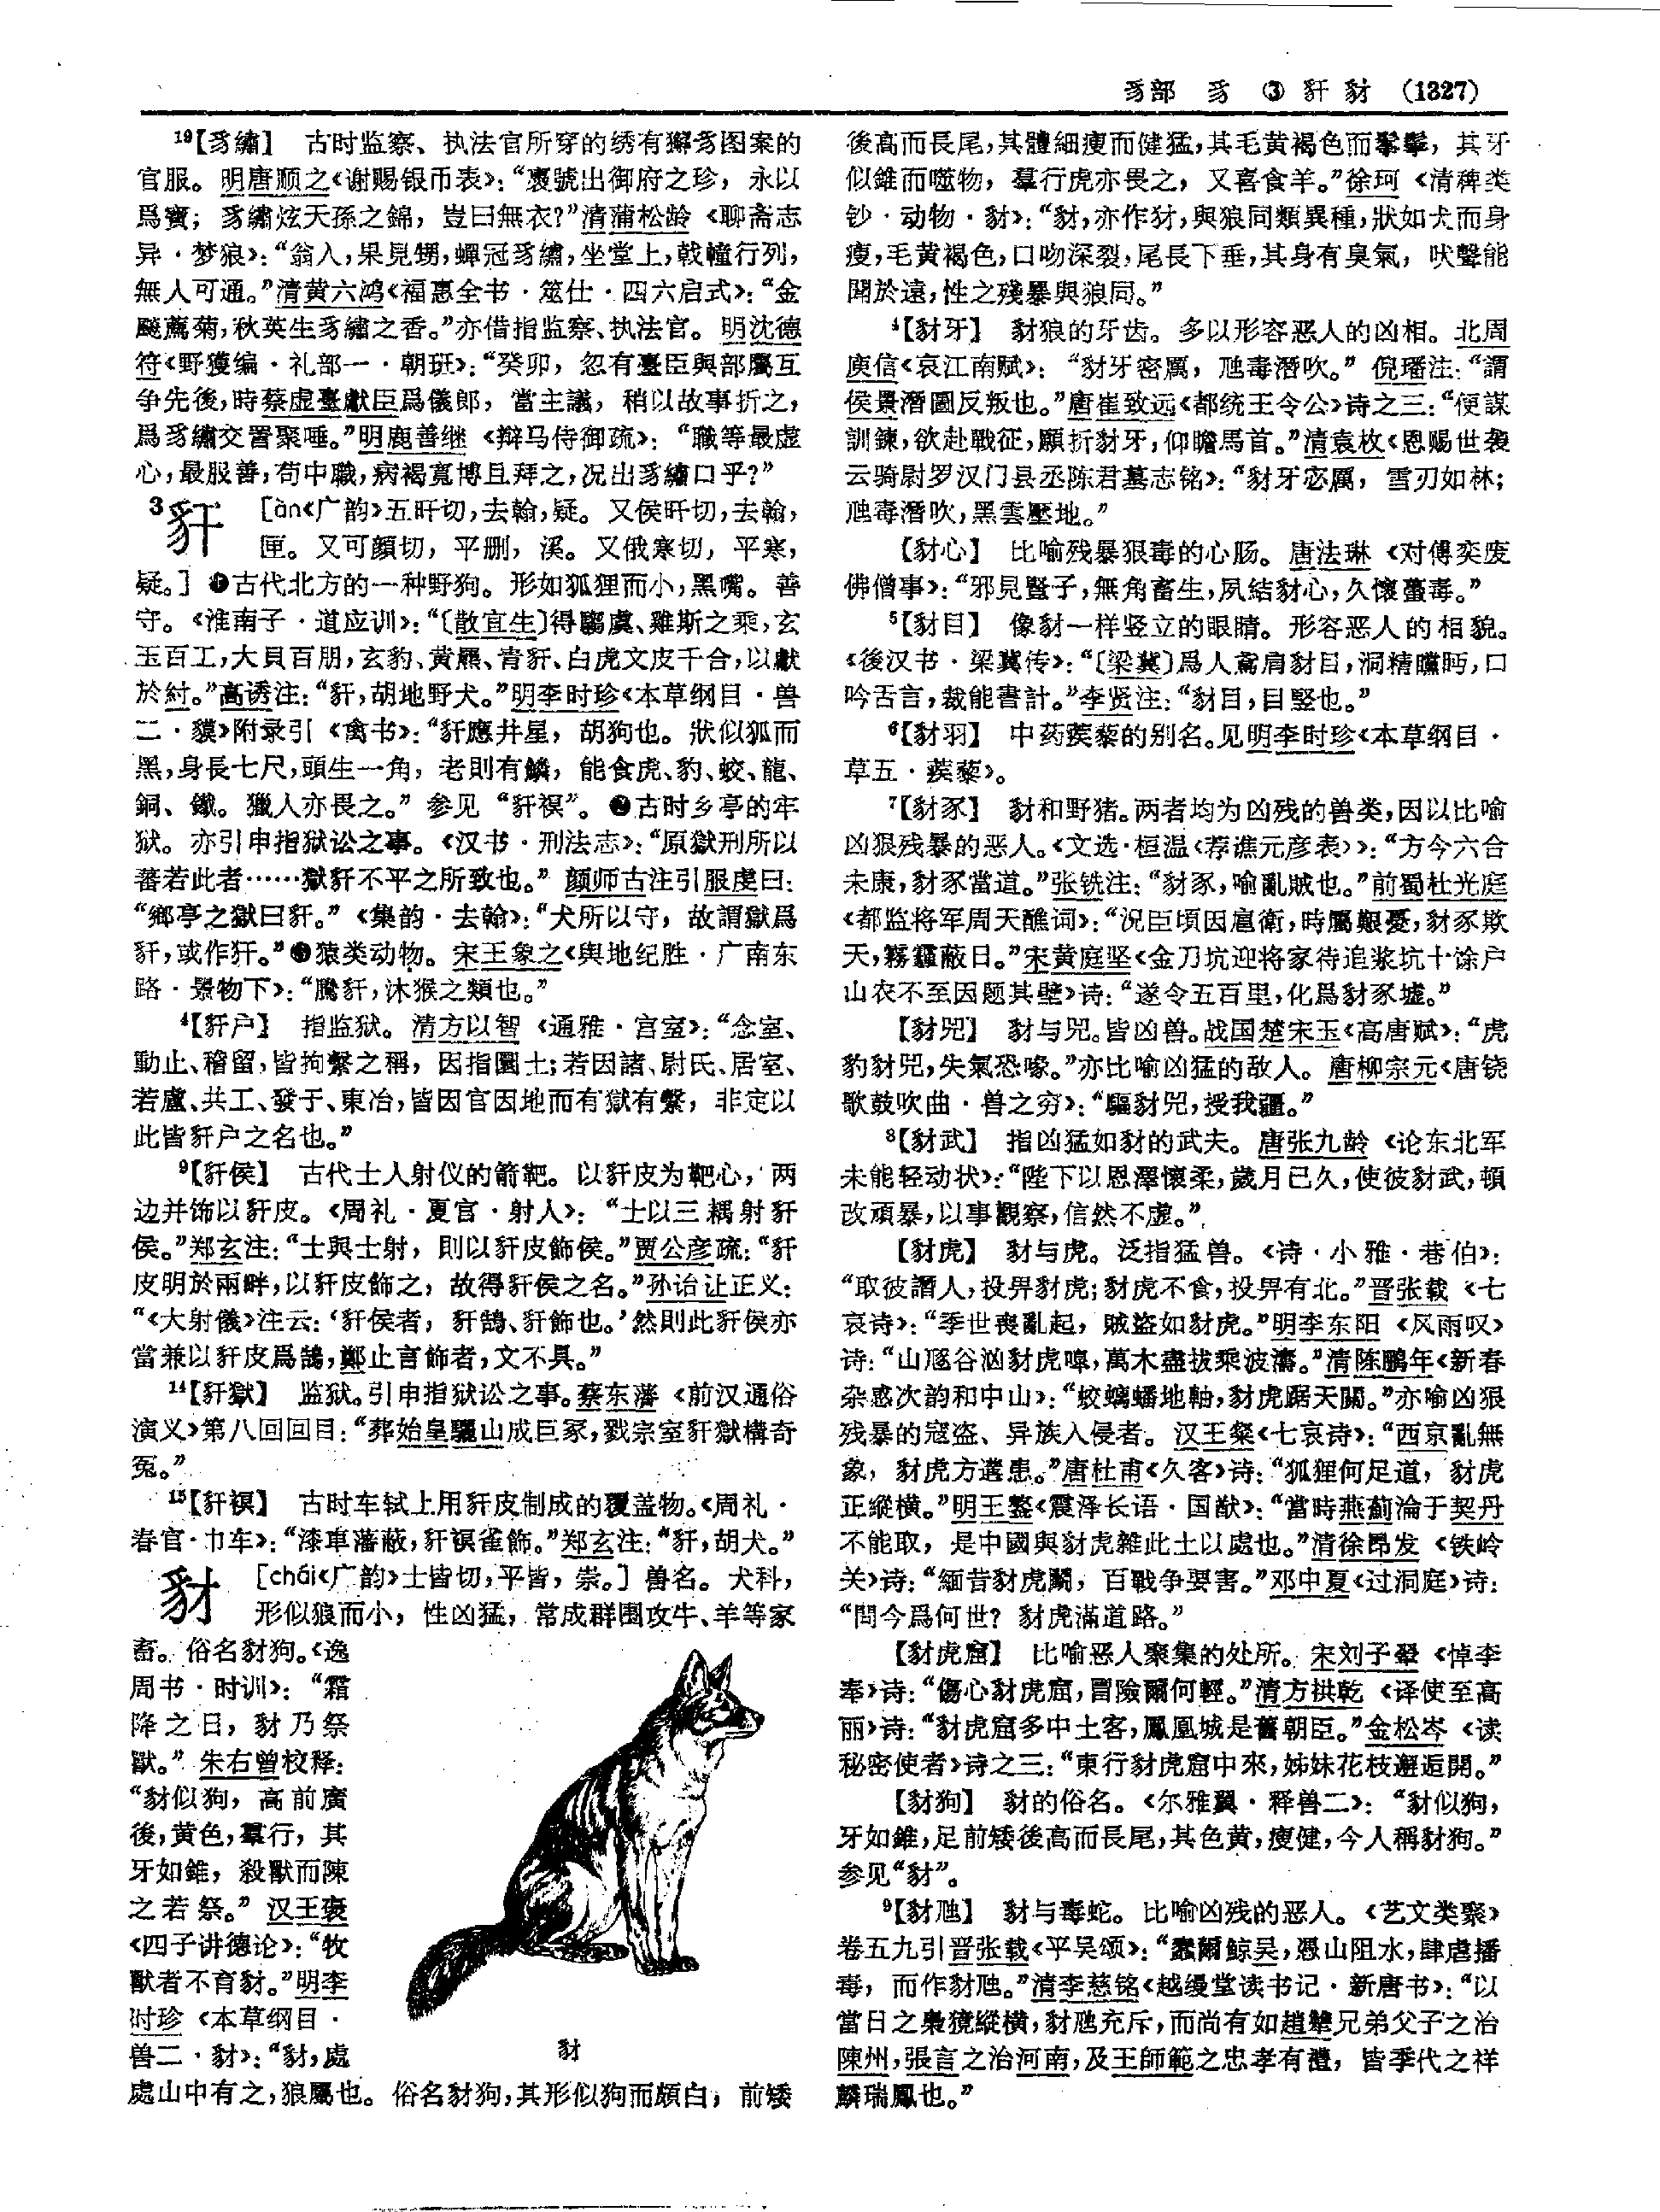 豸部 豸 ③ 豻豺 (1327)
¹⁹【豸繡】 古时监察、执法官所穿的绣有獬豸图案的
官服。明唐顺之《谢赐银币表》：“裹號出御府之珍，永以
爲寶；豸繡炫天孫之錦，豈曰無衣？”清蒲松龄《聊斋志
异·梦狼》：“翁入，果見甥，蟬冠豸繡，坐堂上，戟幢行列，
無人可通。”清黄六鸿《福惠全书·筮仕·四六启式》：“金
飈薦菊，秋英生豸繡之香。”亦借指监察、执法官。明沈德
符《野獲编·礼部一·朝班》：“癸卯，忽有臺臣與部屬互
争先後，時蔡虚臺獻臣爲儀郎，當主議，稍以故事折之，
爲豸繡交詈聚唾。”明鹿善继《辩马侍御疏》：“職等最虚
心，最服善，苟中職，病褐寬博且拜之，况出豸繡口乎？”
³豻 [àn《广韵》五旰切，去翰，疑。又侯旰切，去翰，
匣。又可顔切，平删，溪。又俄寒切，平寒，
疑。] ❶古代北方的一种野狗。形如狐狸而小，黑嘴。善
守。《淮南子·道应训》：“〔散宜生〕得騶虞、雞斯之乘，玄
玉百工，大貝百朋，玄豹、黄羆、青豻、白虎文皮千合，以獻
於紂。”高诱注：“豻，胡地野犬。”明李时珍《本草纲目·兽
二·貘》附录引《禽书》：“豻應井星，胡狗也。狀似狐而
黑，身長七尺，頭生一角，老則有鱗，能食虎、豹、蛟、龍、
銅、鐵。獵人亦畏之。”参见“豻𧜀”。❷古时乡亭的牢
狱。亦引申指狱讼之事。《汉书·刑法志》：“原獄刑所以
蕃若此者……獄豻不平之所致也。”颜师古注引服虔曰：
“鄉亭之獄曰豻。”《集韵·去翰》：“犬所以守，故謂獄爲
豻，或作犴。”❸猿类动物。宋王象之《舆地纪胜·广南东
路·景物下》：“騰豻，沐猴之類也。”
⁴【豻户】 指监狱。清方以智《通雅·宫室》：“念室、
動止、稽留，皆拘繫之稱，因指圜土；若因諸、尉氏、居室、
若盧、共工、發于、東冶，皆因官因地而有獄有繫，非定以
此皆豻户之名也。”
⁹【豻侯】 古代士人射仪的箭靶。以豻皮为靶心，两
边并饰以豻皮。《周礼·夏官·射人》：“士以三耦射豻
侯。”郑玄注：“士與士射，則以豻皮飾侯。”贾公彦疏：“豻
皮明於兩畔，以豻皮飾之，故得豻侯之名。”孙诒让正义：
“《大射儀》注云：‘豻侯者，豻鵠、豻飾也。’然則此豻侯亦
當兼以豻皮爲鵠，鄭止言飾者，文不具。”
¹⁴【豻獄】 监狱。引申指狱讼之事。蔡东藩《前汉通俗
演义》第八回回目：“葬始皇驪山成巨冢，戮宗室豻獄構奇
冤。”
¹⁵【豻𧜀】 古时车轼上用豻皮制成的覆盖物。《周礼·
春官·巾车》：“漆車藩蔽，豻𧜀雀飾。”郑玄注：“豻，胡犬。”
豺 [chái《广韵》士皆切，平皆，崇。] 兽名。犬科，
形似狼而小，性凶猛，常成群围攻牛、羊等家
畜。俗名豺狗。《逸
周书·时训》：“霜
降之日，豺乃祭
獸。”朱右曾校释：
“豺似狗，高前廣
後，黄色，羣行，其
牙如錐，殺獸而陳
之若祭。”汉王褒
《四子讲德论》：“牧
獸者不育豺。”明李
时珍《本草纲目·
兽二·豺》：“豺，處
處山中有之，狼屬也。俗名豺狗，其形似狗而頗白，前矮
豺
後高而長尾，其體細瘦而健猛，其毛黄褐色而鬇鬡，其牙
似錐而噬物，羣行虎亦畏之，又喜食羊。”徐珂《清稗类
钞·动物·豺》：“豺，亦作犲，與狼同類異種，狀如犬而身
瘦，毛黄褐色，口吻深裂，尾長下垂，其身有臭氣，吠聲能
聞於遠，性之殘暴與狼同。”
⁴【豺牙】 豺狼的牙齿。多以形容恶人的凶相。北周
庾信《哀江南赋》：“豺牙密厲，虺毒潛吹。”倪璠注：“謂
侯景潛圖反叛也。”唐崔致远《都统王令公》诗之三：“便謀
訓鍊，欲赴戰征，願折豺牙，仰瞻馬首。”清袁枚《恩赐世袭
云骑尉罗汉门县丞陈君墓志铭》：“豺牙宓厲，雪刃如林；
虺毒潛吹，黑雲壓地。”
【豺心】 比喻残暴狠毒的心肠。唐法琳《对傅奕废
佛僧事》：“邪見豎子，無角畜生，夙结豺心，久懷蠆毒。”
⁵【豺目】 像豺一样竖立的眼睛。形容恶人的相貌。
《後汉书·梁冀传》：“〔梁冀〕爲人鳶肩豺目，洞精矘眄，口
吟舌言，裁能書計。”李贤注：“豺目，目竪也。”
⁶【豺羽】 中药蒺藜的别名。见明李时珍《本草纲目·
草五·蒺藜》。
⁷【豺豕】 豺和野猪。两者均为凶残的兽类，因以比喻
凶狠残暴的恶人。《文选·桓温〈荐谯元彦表〉》：“方今六合
未康，豺豕當道。”张铣注：“豺豕，喻亂賊也。”前蜀杜光庭
《都监将军周天醮词》：“况臣頃因扈衛，時屬艱憂，豺豕欺
天，霧霾蔽日。”宋黄庭坚《金刀坑迎将家待追浆坑十馀户
山农不至因题其壁》诗：“遂令五百里，化爲豺豕墟。”
【豺兕】 豺与兕。皆凶兽。战国楚宋玉《高唐赋》：“虎
豹豺兕，失氣恐喙。”亦比喻凶猛的敌人。唐柳宗元《唐铙
歌鼓吹曲·兽之穷》：“驅豺兕，授我疆。”
⁸【豺武】 指凶猛如豺的武夫。唐张九龄《论东北军
未能轻动状》：“陛下以恩澤懷柔，歲月已久，使彼豺武，頓
改頑暴，以事觀察，信然不虚。”
【豺虎】 豺与虎。泛指猛兽。《诗·小雅·巷伯》：
“取彼譖人，投畀豺虎；豺虎不食，投畀有北。”晋张载《七
哀诗》：“季世喪亂起，賊盗如豺虎。”明李东阳《风雨叹》
诗：“山𡹤谷汹豺虎嘷，萬木盡拔乘波濤。”清陈鹏年《新春
杂感次韵和中山》：“蛟螭蟠地軸，豺虎踞天關。”亦喻凶狠
残暴的寇盗、异族入侵者。汉王粲《七哀诗》：“西京亂無
象，豺虎方遘患。”唐杜甫《久客》诗：“狐狸何足道，豺虎
正縱横。”明王鏊《震泽长语·国猷》：“當時燕薊淪于契丹
不能取，是中國與豺虎雜此土以處也。”清徐昂发《铁岭
关》诗：“緬昔豺虎鬭，百戰争要害。”邓中夏《过洞庭》诗：
“問今爲何世？豺虎滿道路。”
【豺虎窟】 比喻恶人聚集的处所。宋刘子翚《悼李
奉》诗：“傷心豺虎窟，冒險爾何輕。”清方拱乾《译使至高
丽》诗：“豺虎窟多中土客，鳳凰城是舊朝臣。”金松岑《读
秘密使者》诗之三：“東行豺虎窟中來，姊妹花枝邂逅開。”
【豺狗】 豺的俗名。《尔雅翼·释兽二》：“豺似狗，
牙如錐，足前矮後高而長尾，其色黄，瘦健，今人稱豺狗。”
参见“豺”。
⁹【豺虺】 豺与毒蛇。比喻凶残的恶人。《艺文类聚》
卷五九引晋张载《平吴颂》：“蠢爾鲸吴，憑山阻水，肆虐播
毒，而作豺虺。”清李慈铭《越缦堂读书记·新唐书》：“以
當日之梟獍縱横，豺虺充斥，而尚有如趙犨兄弟父子之治
陳州，張言之治河南，及王師範之忠孝有禮，皆季代之祥
麟瑞鳳也。”